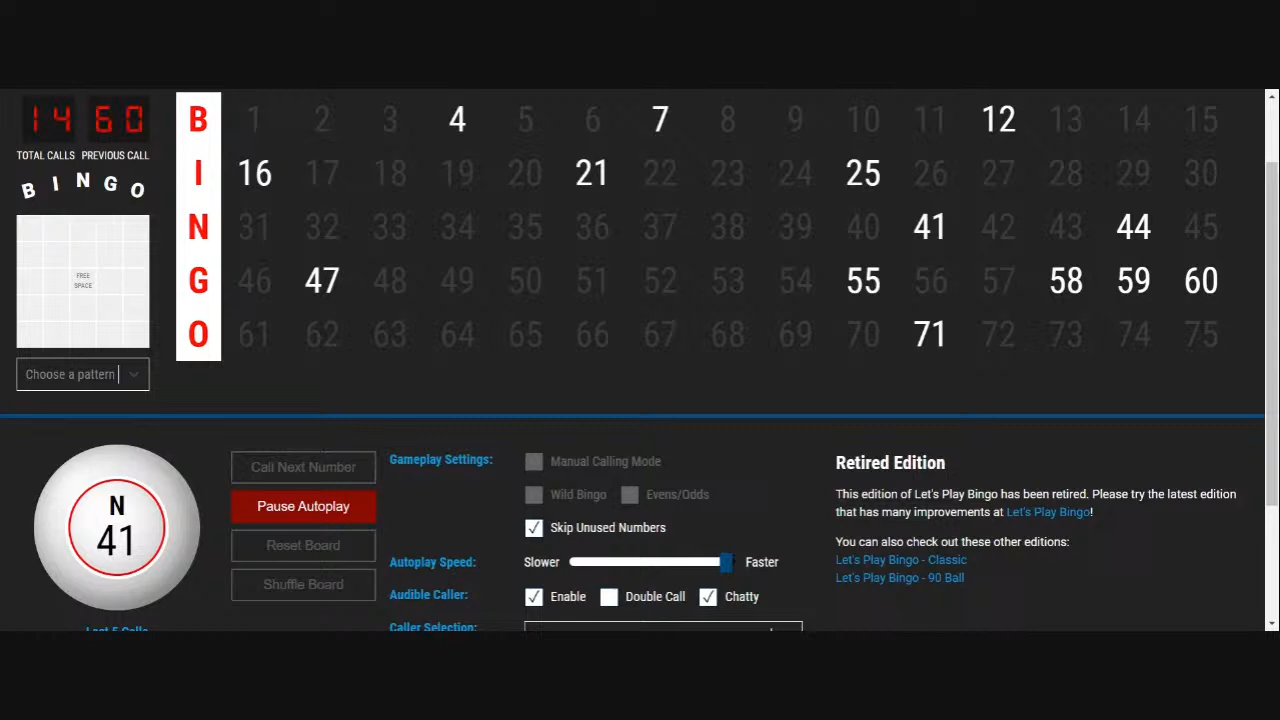 14 60
TOTAL CALLS PREVIOUS CALL
B I N G O
FREE
SPACE
Choose a pattern
B 1 2 3 4 5 6 7 8 9 10 11 12 13 14 15
I 16 17 18 19 20 21 22 23 24 25 26 27 28 29 30
N 31 32 33 34 35 36 37 38 39 40 41 42 43 44 45
G 46 47 48 49 50 51 52 53 54 55 56 57 58 59 60
O 61 62 63 64 65 66 67 68 69 70 71 72 73 74 75
N
41
Last 5 Calls
Call Next Number
Pause Autoplay
Reset Board
Shuffle Board
Gameplay Settings:
Manual Calling Mode
Wild Bingo Evens/Odds
Skip Unused Numbers
Autoplay Speed: Slower Faster
Audible Caller: Enable Double Call Chatty
Caller Selection:
Retired Edition
This edition of Let's Play Bingo has been retired. Please try the latest edition
that has many improvements at Let's Play Bingo!
You can also check out these other editions:
Let's Play Bingo - Classic
Let's Play Bingo - 90 Ball